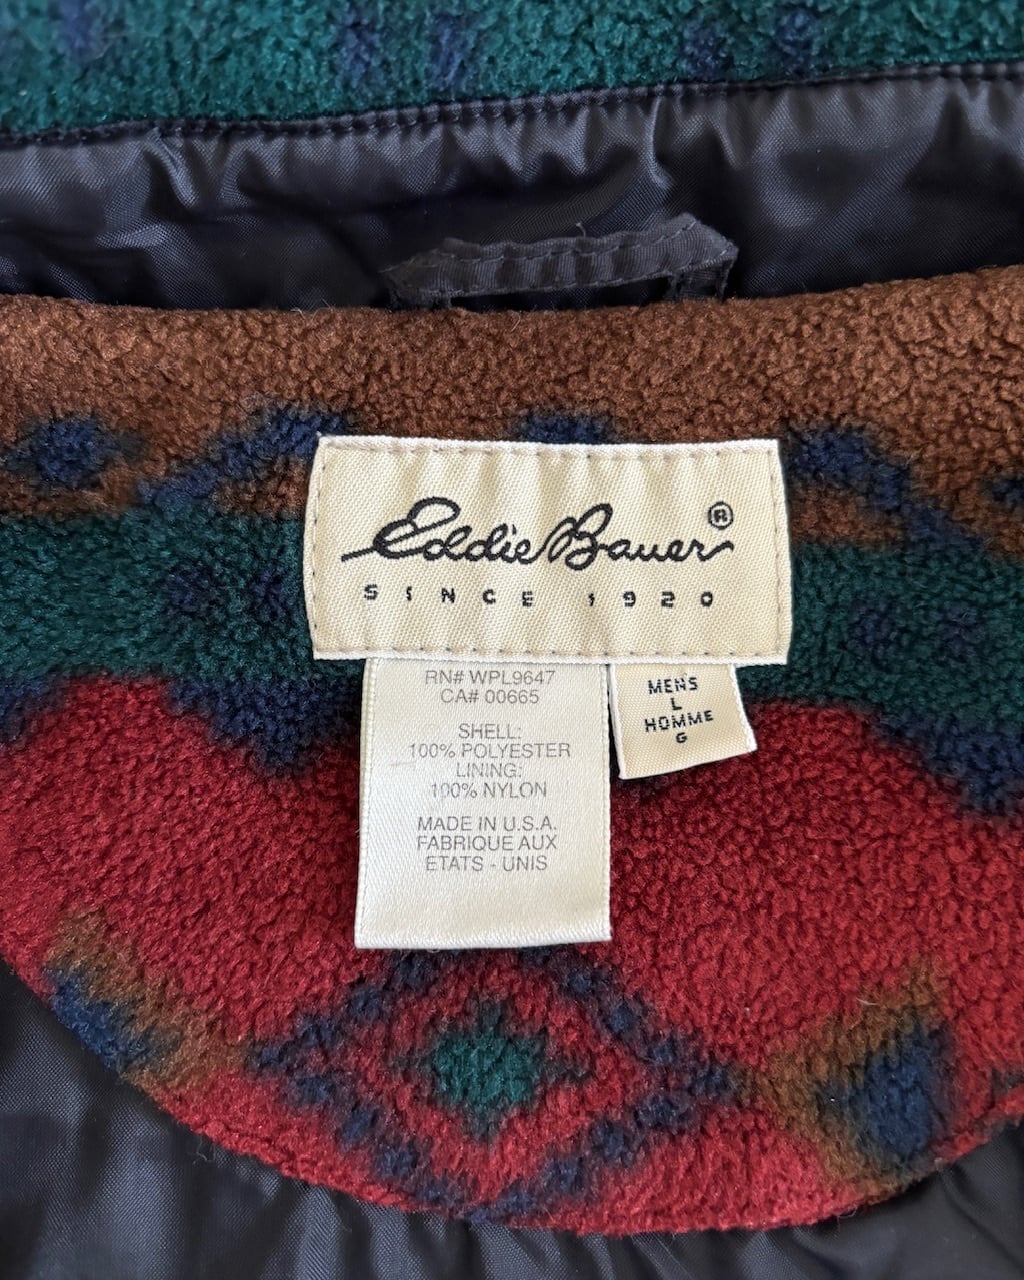 Eddie Bauer®
SINCE 1920
RN# WPL9647
CA# 00665
SHELL:
100% POLYESTER
LINING:
100% NYLON
MADE IN U.S.A.
FABRIQUE AUX
ETATS - UNIS
MENS
L
HOMME
G